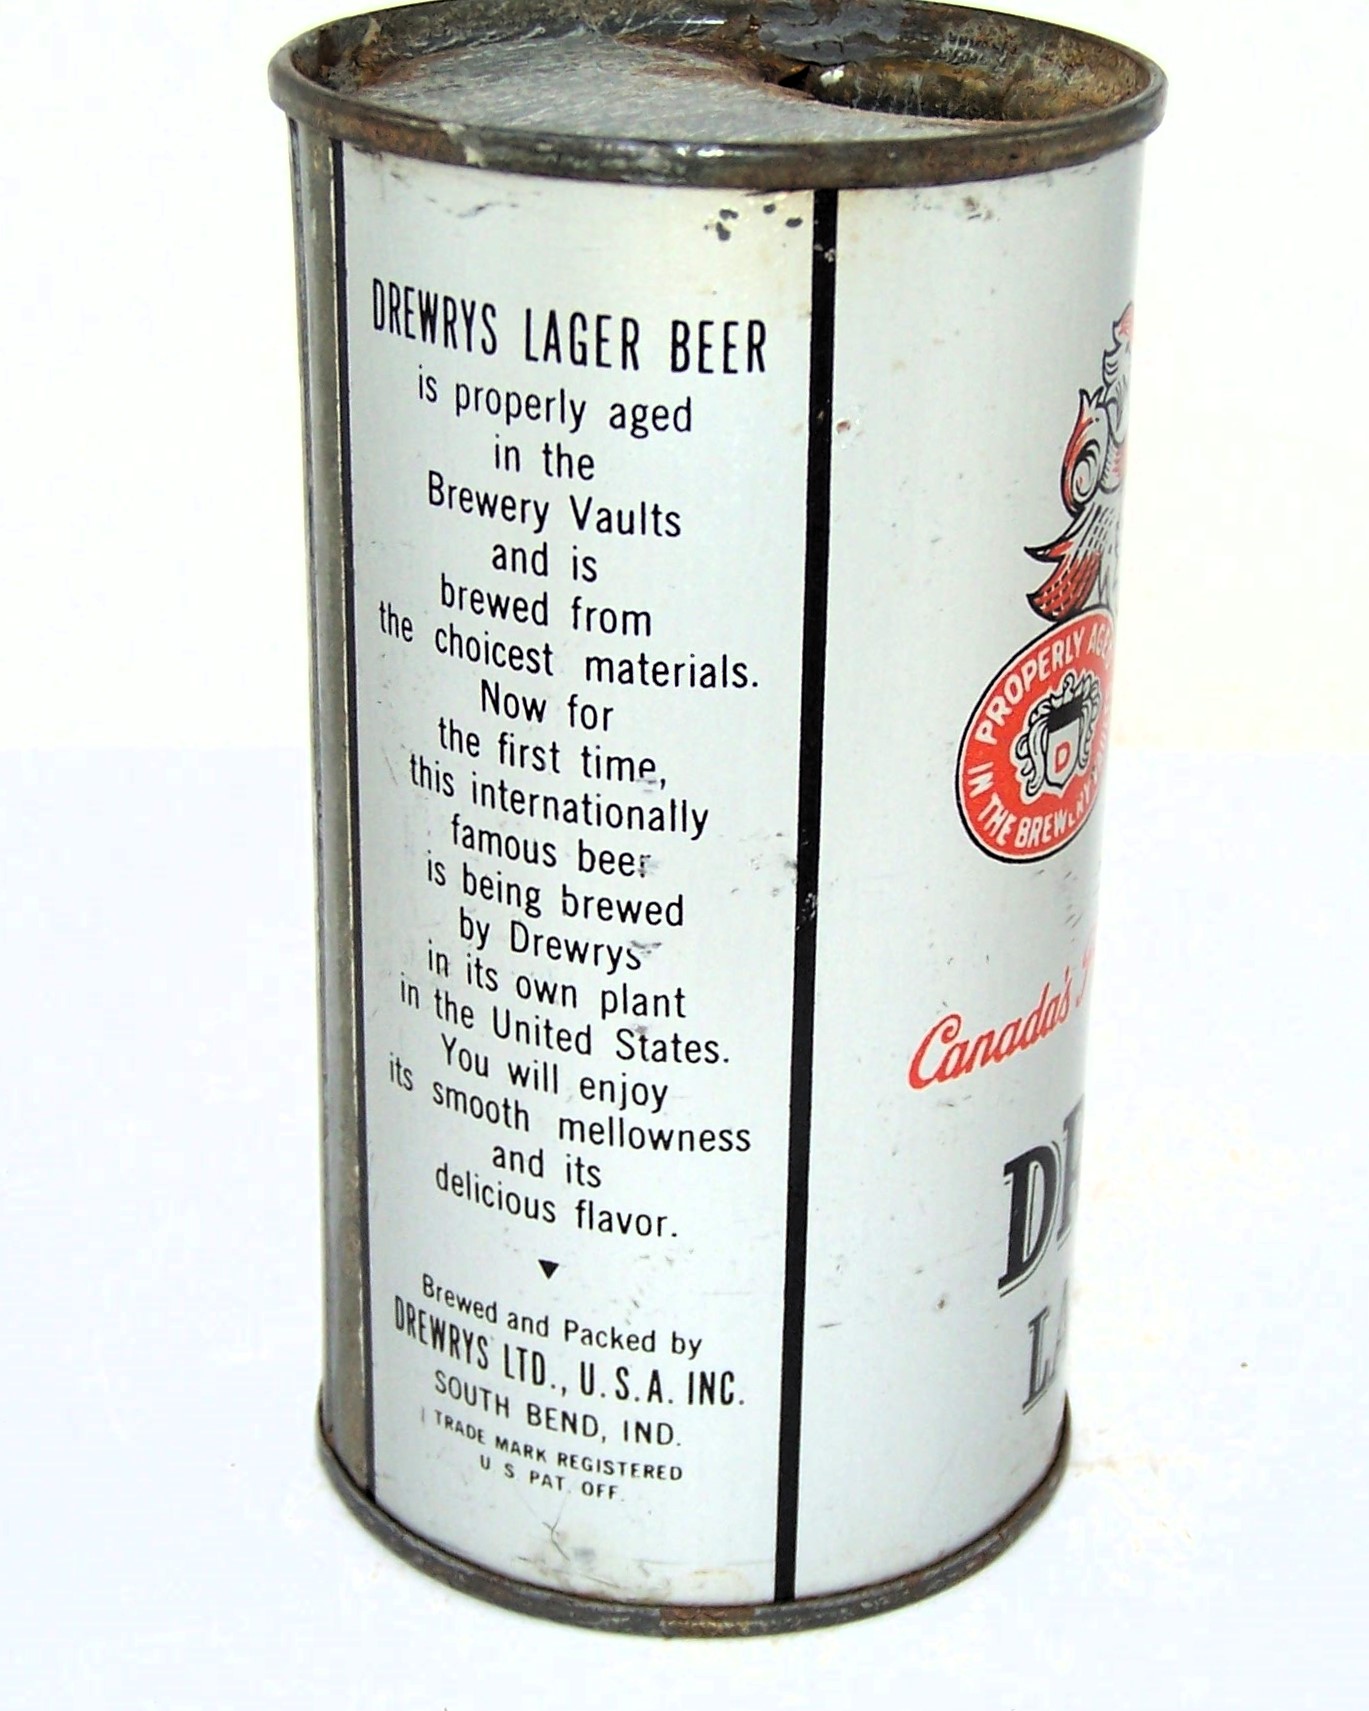 DREWRYS LAGER BEER
is properly aged
in the
Brewery Vaults
and is
brewed from
the choicest materials.
Now for
the first time,
this internationally
famous beer
is being brewed
by Drewrys
in its own plant
in the United States.
You will enjoy
its smooth mellowness
and its
delicious flavor.
Brewed and Packed by
DREWRYS LTD., U.S.A. INC.
SOUTH BEND, IND.
TRADE MARK REGISTERED
U S PAT. OFF.
PROPERLY AGED
IN THE BREWERY
D
Canada's